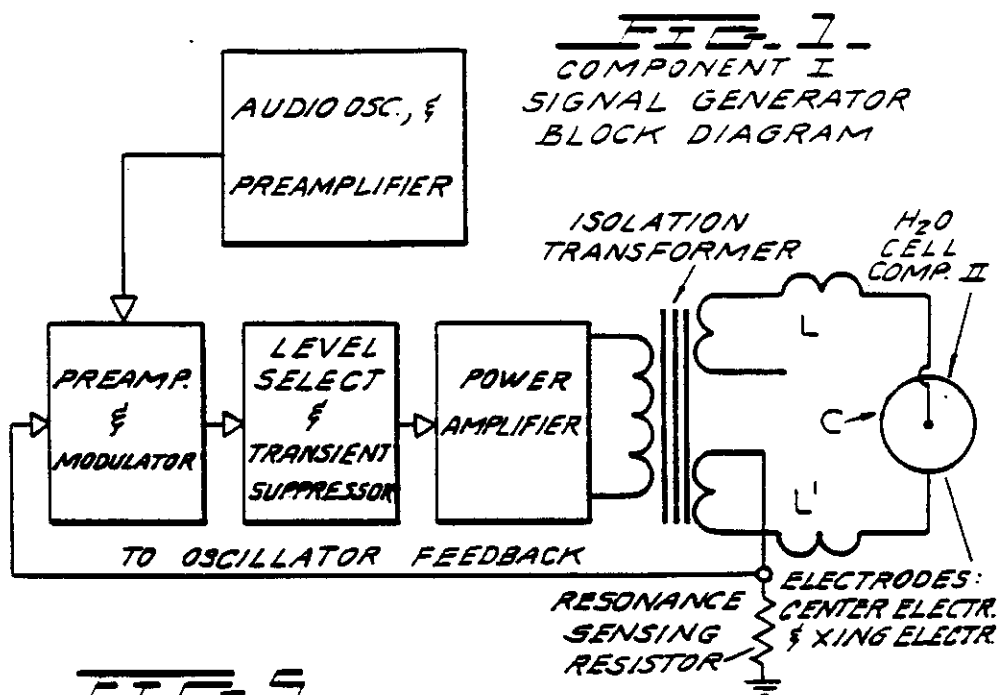 FIG. 1
COMPONENT I
SIGNAL GENERATOR
BLOCK DIAGRAM
AUDIO OSC., &
PREAMPLIFIER
ISOLATION
TRANSFORMER
H2O
CELL
COMP. II
PREAMP.
&
MODULATOR
LEVEL
SELECT
&
TRANSIENT
SUPPRESSOR
POWER
AMPLIFIER
L
C
L'
TO OSCILLATOR FEEDBACK
RESONANCE
SENSING
RESISTOR
ELECTRODES:
CENTER ELECTR.
& XING ELECTR.